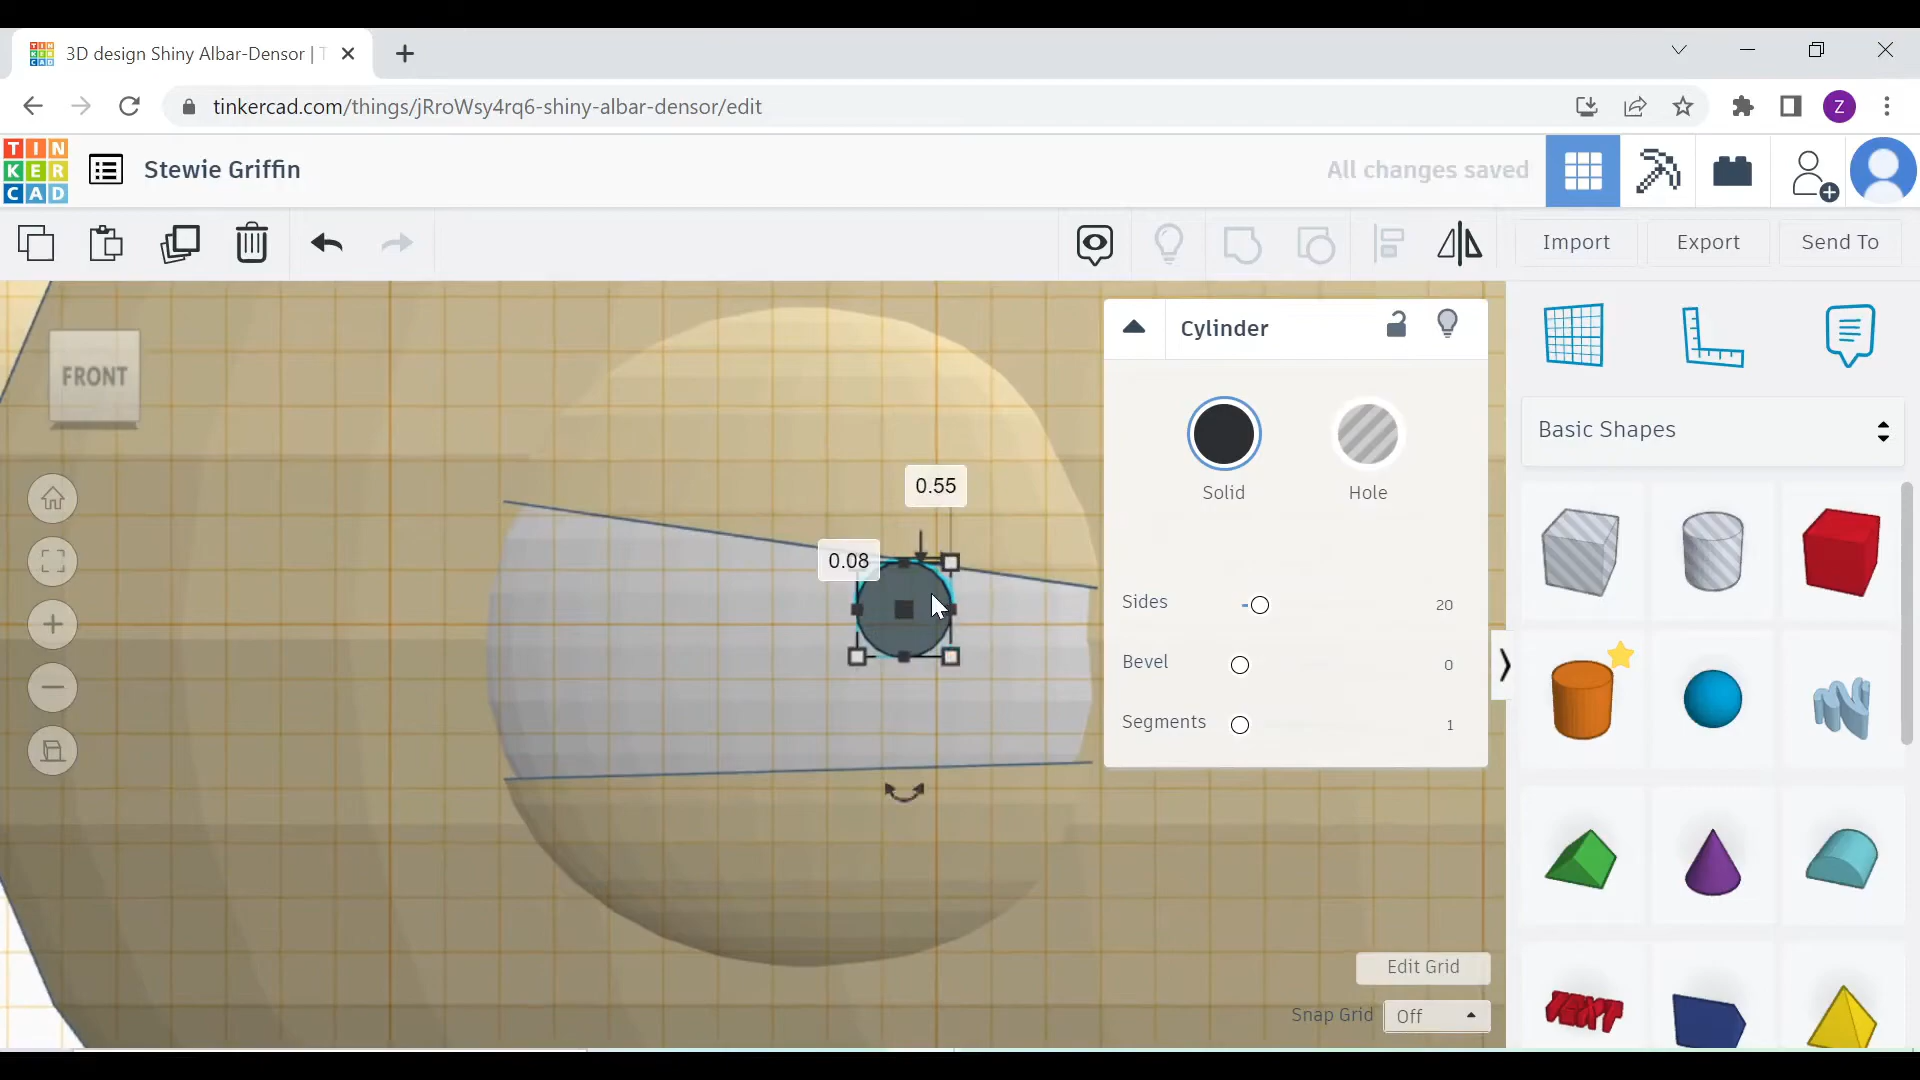 3D design Shiny Albar-Densor | T
tinkercad.com/things/jRroWsy4rq6-shiny-albar-densor/edit
Z
TIN
KER
CAD
Stewie Griffin
All changes saved
Import
Export
Send To
FRONT
Cylinder
Solid
Hole
Basic Shapes
0.55
0.08
Sides
20
Bevel
0
Segments
1
Edit Grid
Snap Grid
Off
TEXT